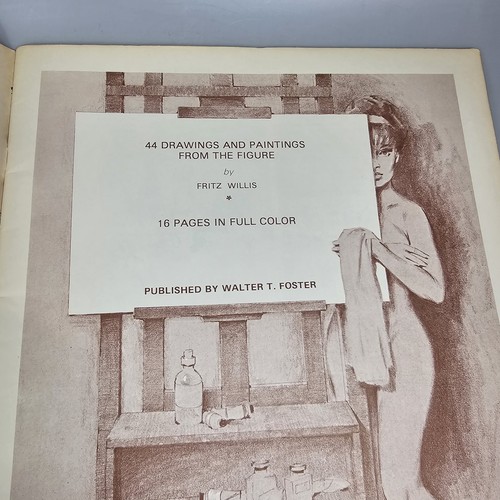 44 DRAWINGS AND PAINTINGS
FROM THE FIGURE
by
FRITZ WILLIS
*
16 PAGES IN FULL COLOR
PUBLISHED BY WALTER T. FOSTER